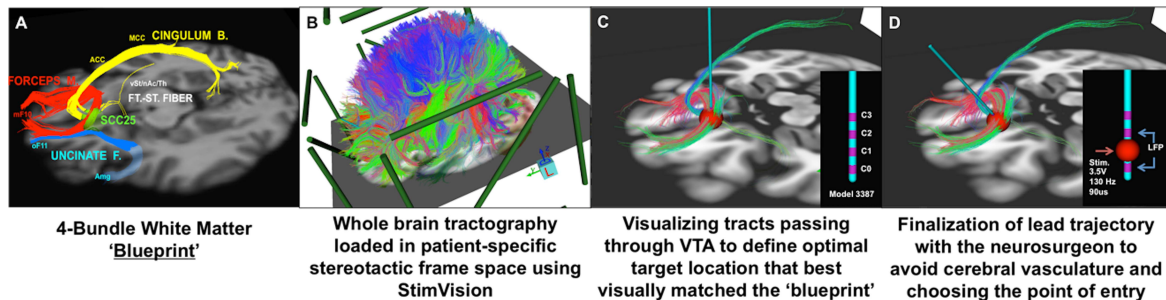 A
MCC CINGULUM B.
ACC
FORCEPS M.
vSt/nAc/Th
FT.-ST. FIBER
mF10
SCC25
oF11
UNCINATE F.
Amg
4-Bundle White Matter
‘Blueprint’
B
L
Whole brain tractography
loaded in patient-specific
stereotactic frame space using
StimVision
C
C3
C2
C1
C0
Model 3387
Visualizing tracts passing
through VTA to define optimal
target location that best
visually matched the ‘blueprint’
D
C3
C2
LFP
Stim.
3.5V
130 Hz
90us
Finalization of lead trajectory
with the neurosurgeon to
avoid cerebral vasculature and
choosing the point of entry